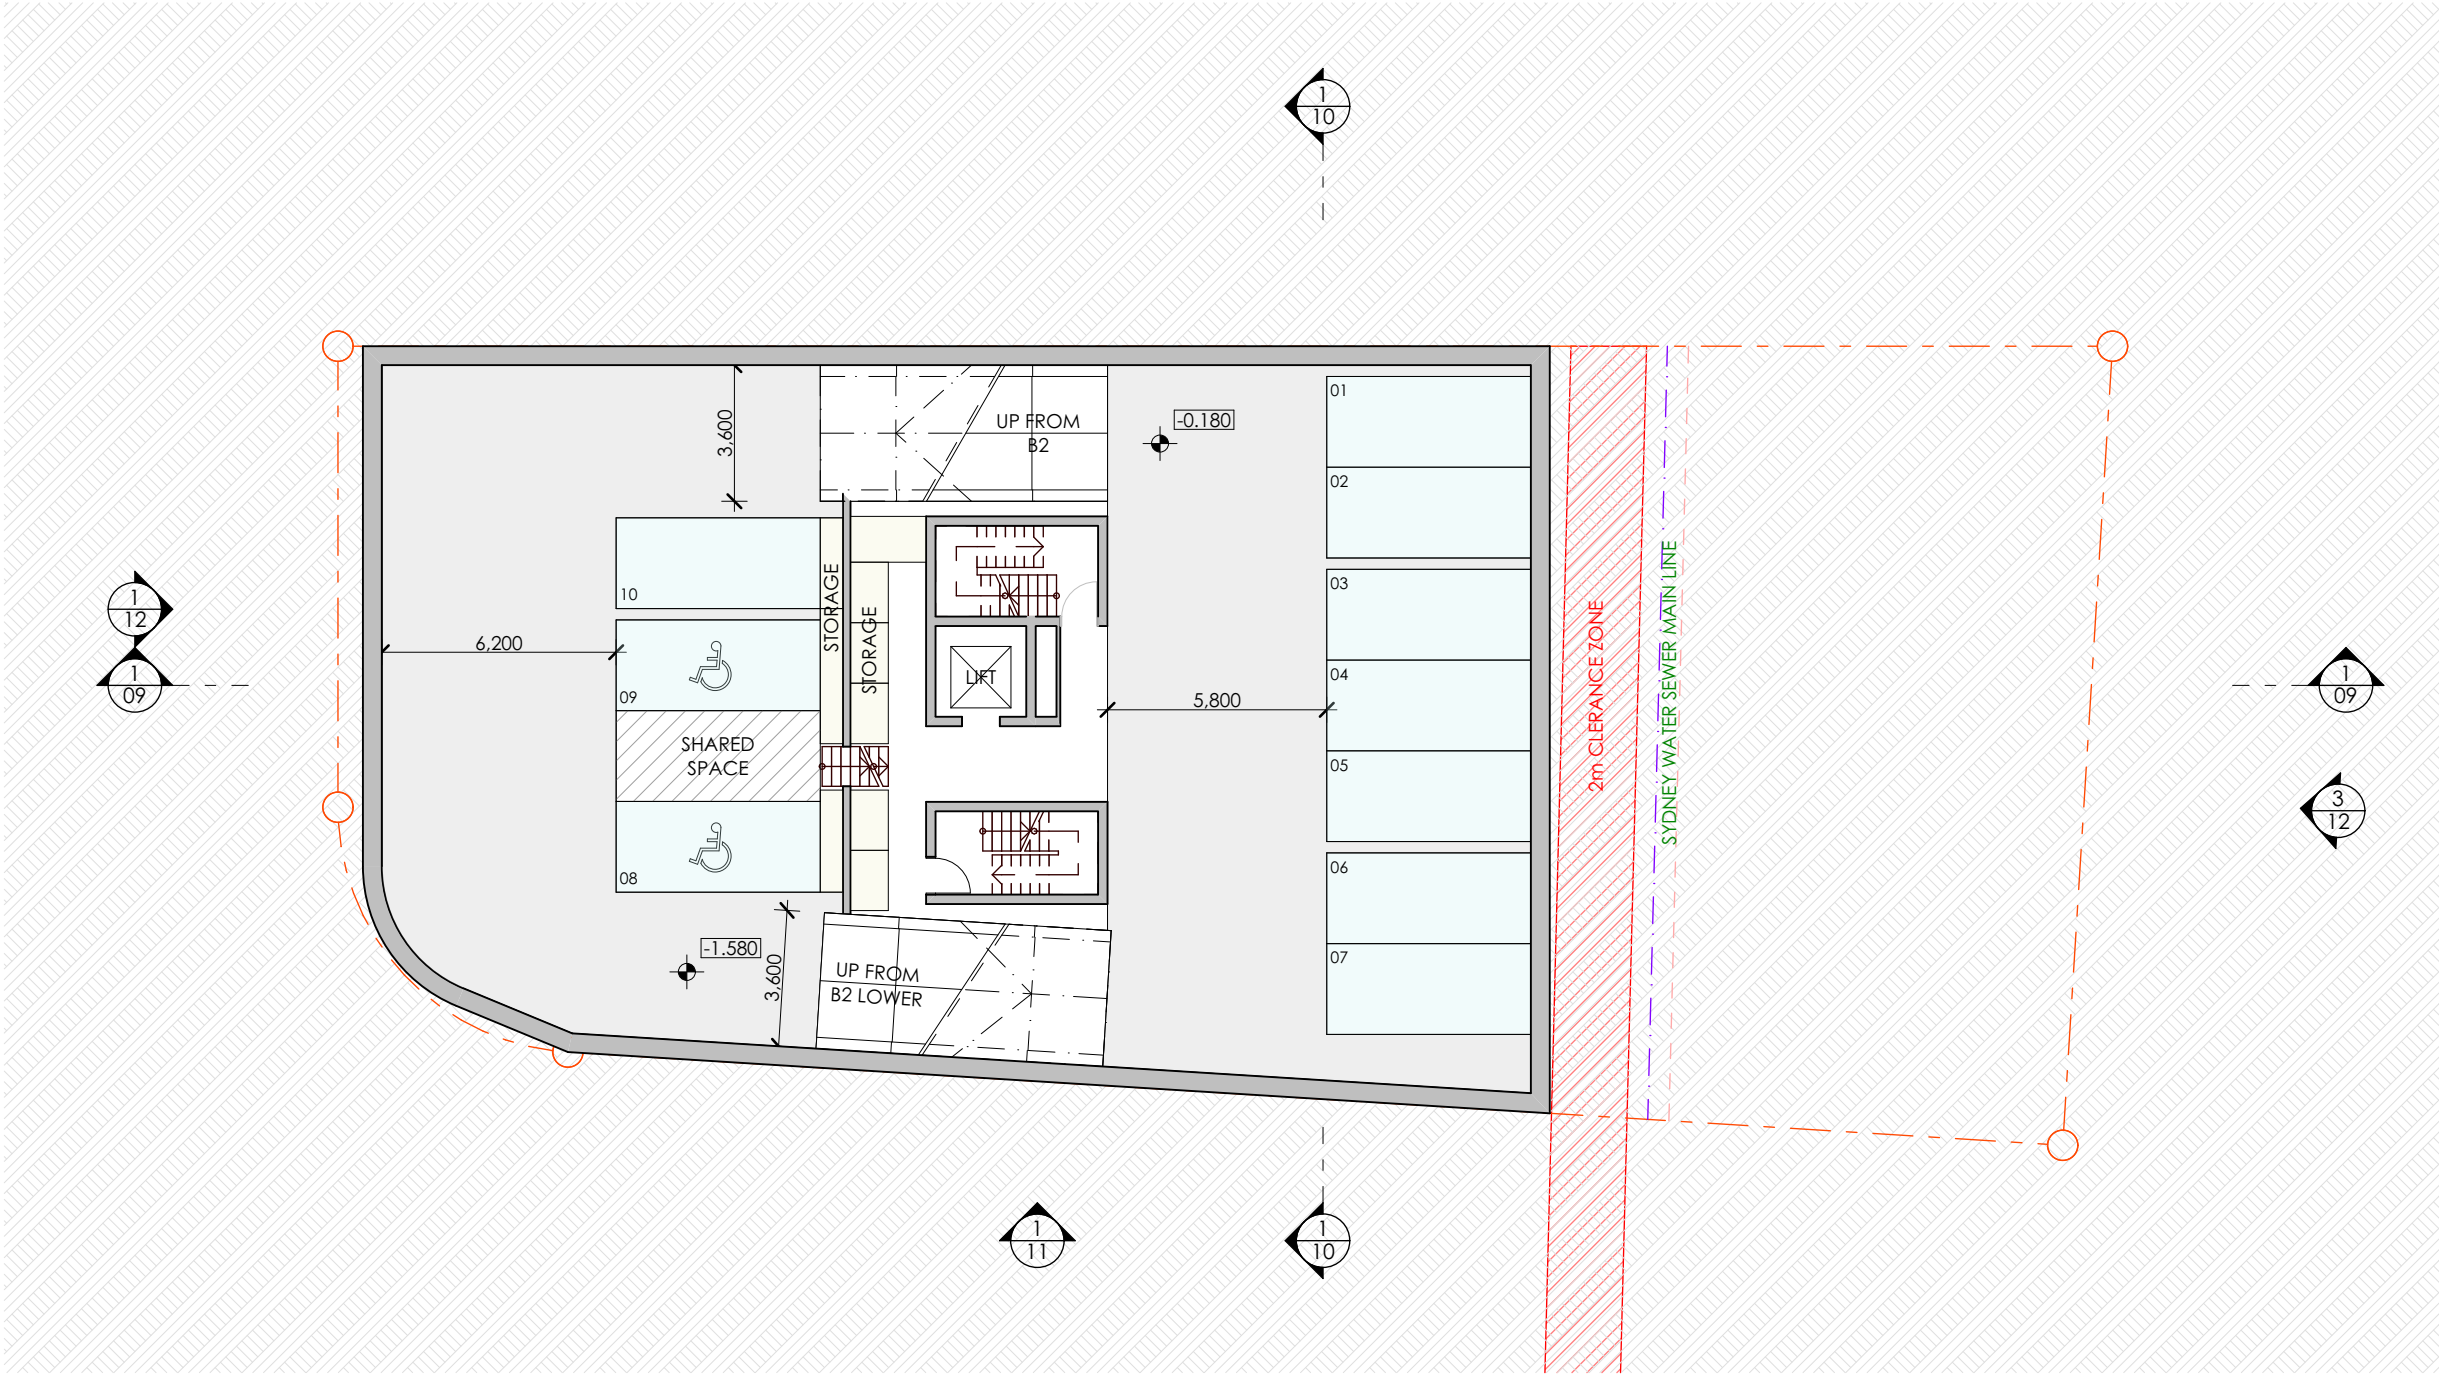 1
10
01
UP FROM
B2
-0.180
3,600
02
STORAGE
STORAGE
10
03
1
12
6,200
09
LIFT
04
5,800
1
09
SHARED
SPACE
05
08
06
07
2m CLERANCE ZONE
SYDNEY WATER SEWER MAIN LINE
1
09
3
12
-1.580
3,600
UP FROM
B2 LOWER
1
11
1
10